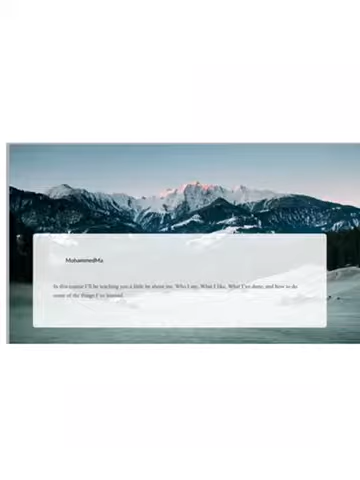 MohammedMa
In this course I'll be teaching you a little be about me. Who I am, What I like, What I've done, and how to do
some of the things I've learned.